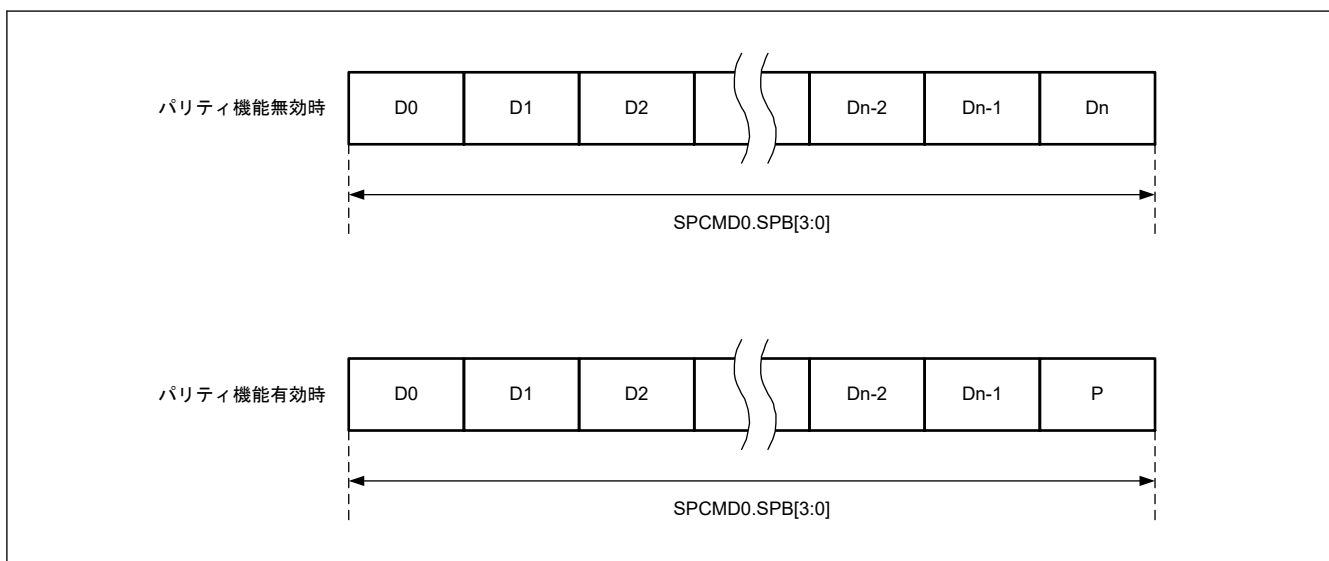 パリティ機能無効時 D0 D1 D2 Dn-2 Dn-1 Dn
SPCMD0.SPB[3:0]
パリティ機能有効時 D0 D1 D2 Dn-2 Dn-1 P
SPCMD0.SPB[3:0]